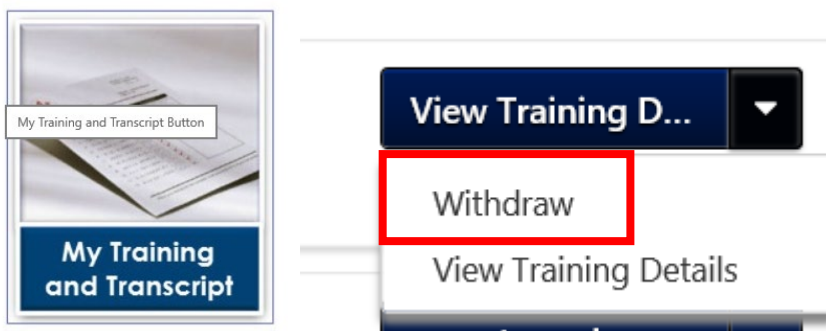 My Training and Transcript Button
My Training
and Transcript
View Training D...
Withdraw
View Training Details